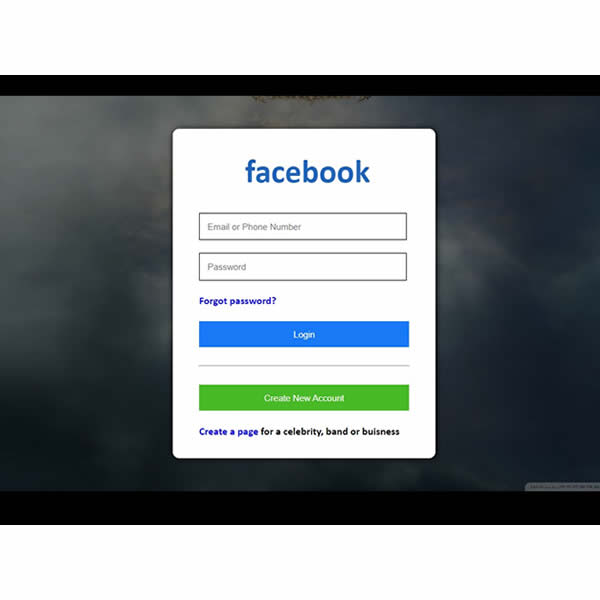 facebook
Email or Phone Number
Password
Forgot password?
Login
Create New Account
Create a page for a celebrity, band or buisness